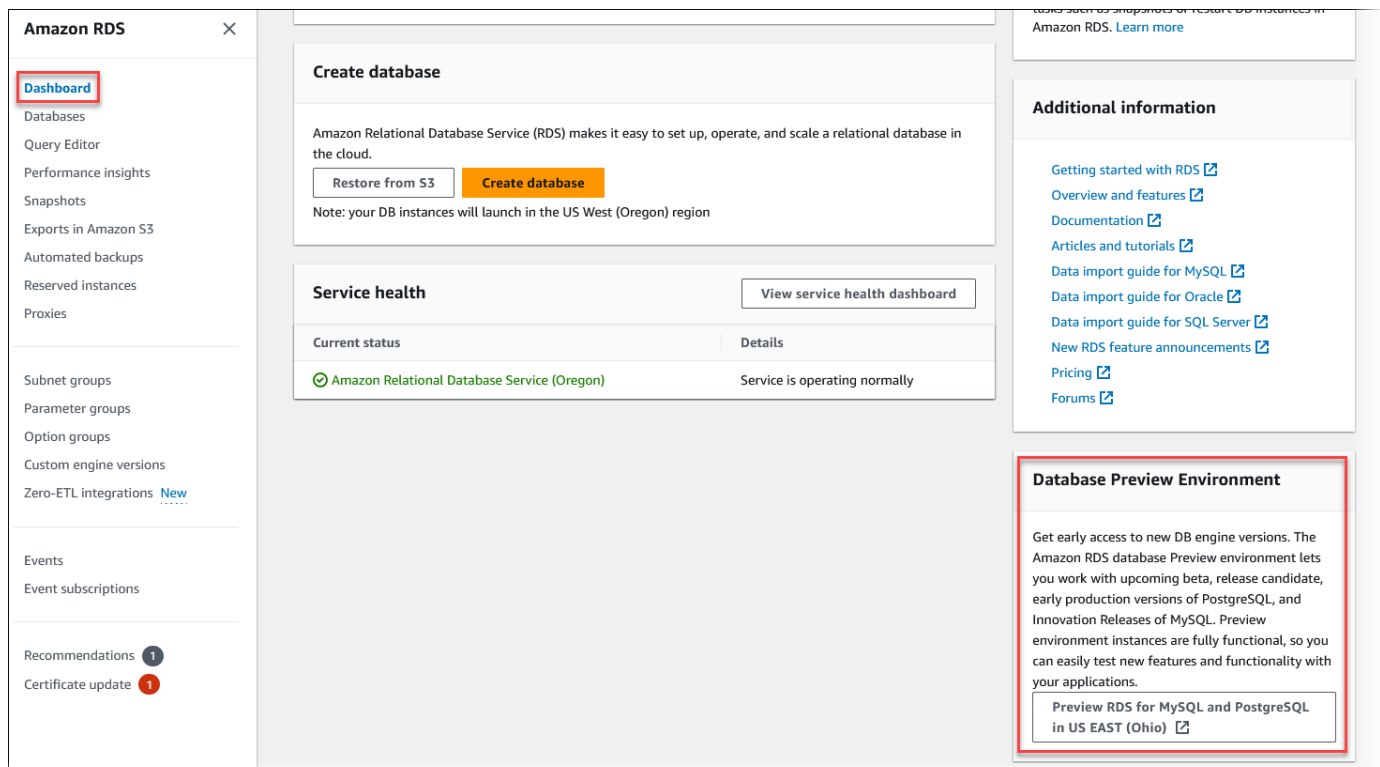 Amazon RDS
Dashboard
Databases
Query Editor
Performance insights
Snapshots
Exports in Amazon S3
Automated backups
Reserved instances
Proxies
Subnet groups
Parameter groups
Option groups
Custom engine versions
Zero-ETL integrations New
Events
Event subscriptions
Recommendations 1
Certificate update 1
Create database
Amazon Relational Database Service (RDS) makes it easy to set up, operate, and scale a relational database in
the cloud.
Restore from S3 Create database
Note: your DB instances will launch in the US West (Oregon) region
Service health View service health dashboard
Current status Details
Amazon Relational Database Service (Oregon) Service is operating normally
tasks such as snapshots or restart DB instances in
Amazon RDS. Learn more
Additional information
Getting started with RDS
Overview and features
Documentation
Articles and tutorials
Data import guide for MySQL
Data import guide for Oracle
Data import guide for SQL Server
New RDS feature announcements
Pricing
Forums
Database Preview Environment
Get early access to new DB engine versions. The
Amazon RDS database Preview environment lets
you work with upcoming beta, release candidate,
early production versions of PostgreSQL, and
Innovation Releases of MySQL. Preview
environment instances are fully functional, so you
can easily test new features and functionality with
your applications.
Preview RDS for MySQL and PostgreSQL
in US EAST (Ohio)